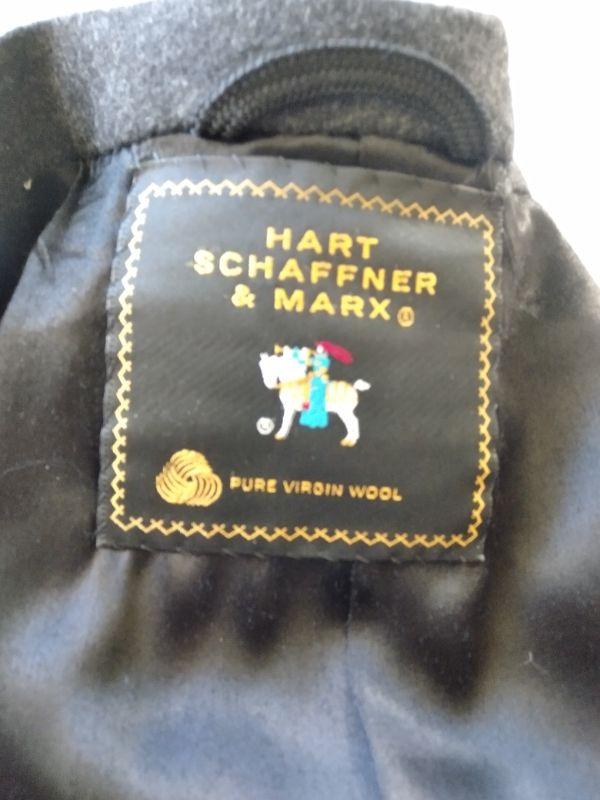 HART
SCHAFFNER
& MARX®
PURE VIRGIN WOOL